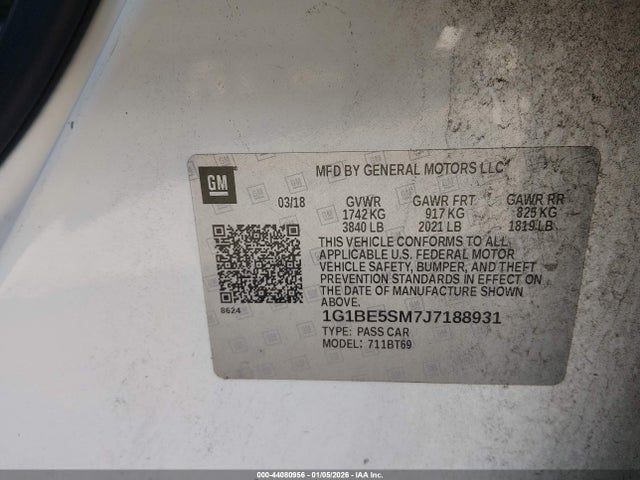 GM
MFD BY GENERAL MOTORS LLC
03/18
GVWR GAWR FRT GAWR RR
1742 KG 917 KG 825 KG
3840 LB 2021 LB 1819 LB
THIS VEHICLE CONFORMS TO ALL
APPLICABLE U.S. FEDERAL MOTOR
VEHICLE SAFETY, BUMPER, AND THEFT
PREVENTION STANDARDS IN EFFECT ON
THE DATE OF MANUFACTURE SHOWN
ABOVE.
8624
1G1BE5SM7J7188931
TYPE: PASS CAR
MODEL: 711BT69
000-44080956 - 01/05/2026 - IAA Inc.